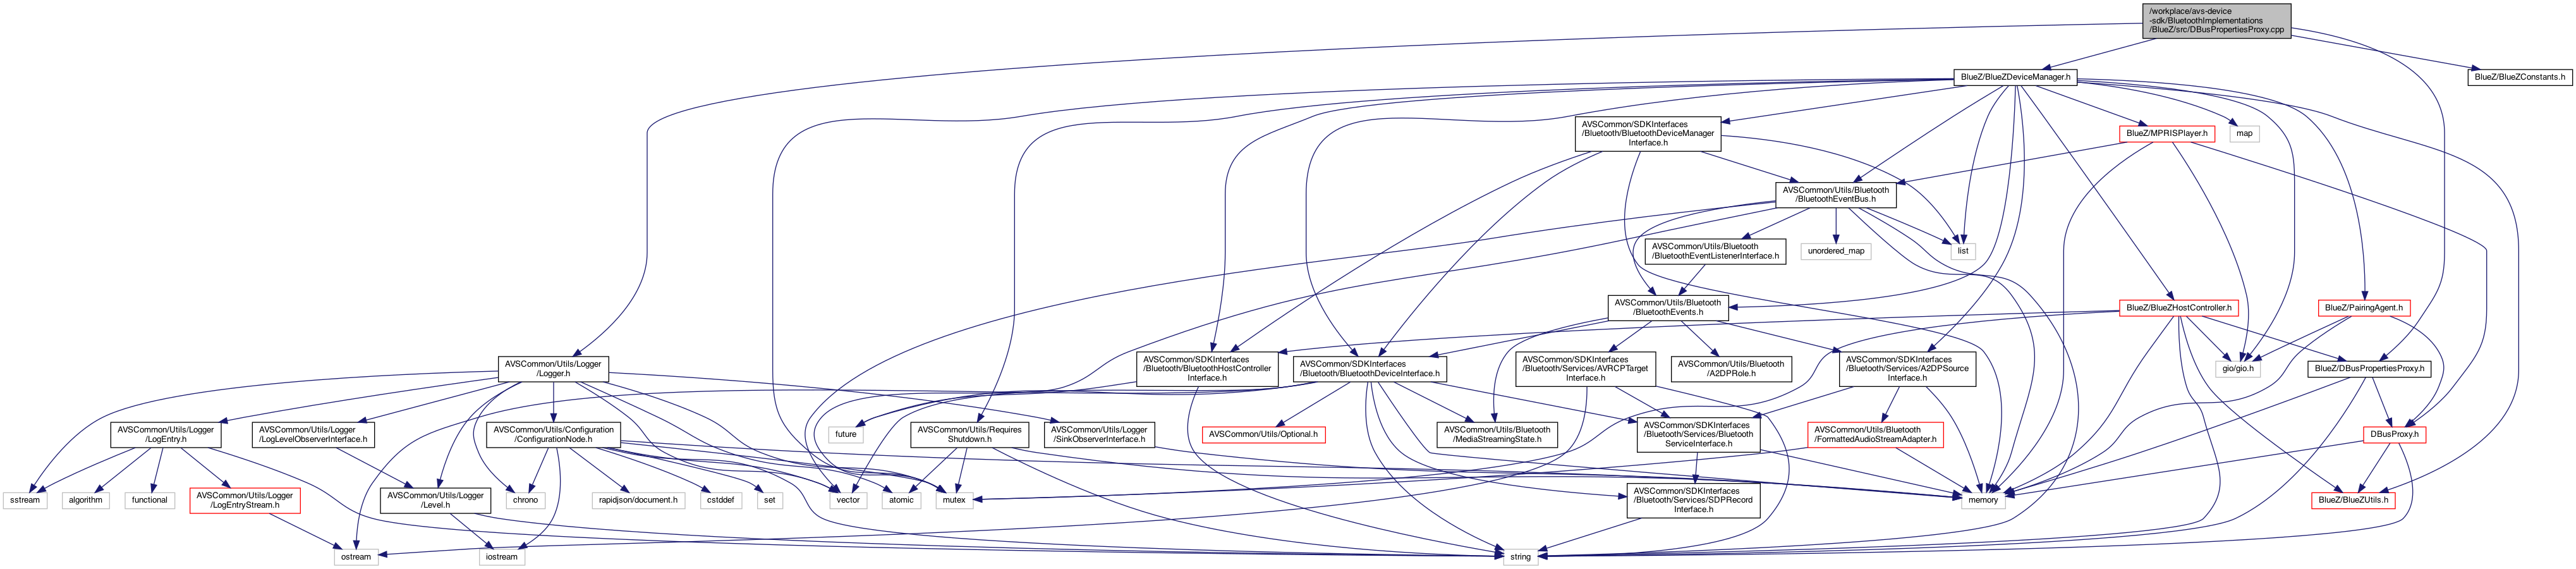 /workplace/avs-device
-sdk/BluetoothImplementations
/BlueZ/src/DBusPropertiesProxy.cpp
BlueZ/BlueZDeviceManager.h
BlueZ/BlueZConstants.h
AVSCommon/SDKInterfaces
/Bluetooth/BluetoothDeviceManager
Interface.h
BlueZ/MPRISPlayer.h
map
AVSCommon/Utils/Bluetooth
/BluetoothEventBus.h
AVSCommon/Utils/Bluetooth
/BluetoothEventListenerInterface.h
unordered_map
list
AVSCommon/Utils/Bluetooth
/BluetoothEvents.h
BlueZ/BlueZHostController.h
BlueZ/PairingAgent.h
AVSCommon/Utils/Logger
/Logger.h
AVSCommon/SDKInterfaces
/Bluetooth/BluetoothHostController
Interface.h
AVSCommon/SDKInterfaces
/Bluetooth/BluetoothDeviceInterface.h
AVSCommon/SDKInterfaces
/Bluetooth/Services/AVRCPTarget
Interface.h
AVSCommon/Utils/Bluetooth
/A2DPRole.h
AVSCommon/SDKInterfaces
/Bluetooth/Services/A2DPSource
Interface.h
gio/gio.h
BlueZ/DBusPropertiesProxy.h
AVSCommon/Utils/Logger
/LogEntry.h
AVSCommon/Utils/Logger
/LogLevelObserverInterface.h
AVSCommon/Utils/Configuration
/ConfigurationNode.h
future
AVSCommon/Utils/Requires
Shutdown.h
AVSCommon/Utils/Logger
/SinkObserverInterface.h
AVSCommon/Utils/Optional.h
AVSCommon/Utils/Bluetooth
/MediaStreamingState.h
AVSCommon/SDKInterfaces
/Bluetooth/Services/Bluetooth
ServiceInterface.h
AVSCommon/Utils/Bluetooth
/FormattedAudioStreamAdapter.h
DBusProxy.h
sstream
algorithm
functional
AVSCommon/Utils/Logger
/LogEntryStream.h
AVSCommon/Utils/Logger
/Level.h
chrono
rapidjson/document.h
cstddef
set
vector
atomic
mutex
AVSCommon/SDKInterfaces
/Bluetooth/Services/SDPRecord
Interface.h
memory
BlueZ/BlueZUtils.h
ostream
iostream
string